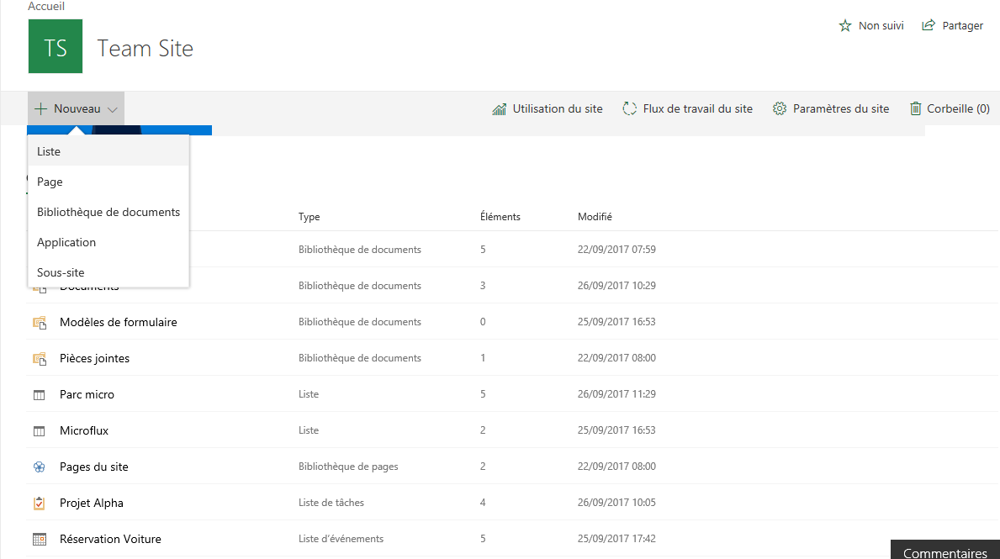 Accueil
TS Team Site
Non suivi Partager
Nouveau Utilisation du site Flux de travail du site Paramètres du site Corbeille (0)
Liste
Page
Bibliothèque de documents
Application
Sous-site
Type Éléments Modifié
Bibliothèque de documents 5 22/09/2017 07:59
Documents Bibliothèque de documents 3 26/09/2017 10:29
Modèles de formulaire Bibliothèque de documents 0 25/09/2017 16:53
Pièces jointes Bibliothèque de documents 1 22/09/2017 08:00
Parc micro Liste 5 26/09/2017 11:29
Microflux Liste 2 25/09/2017 16:53
Pages du site Bibliothèque de pages 2 22/09/2017 08:00
Projet Alpha Liste de tâches 4 26/09/2017 10:05
Réservation Voiture Liste d'événements 5 25/09/2017 17:42
Commentaires